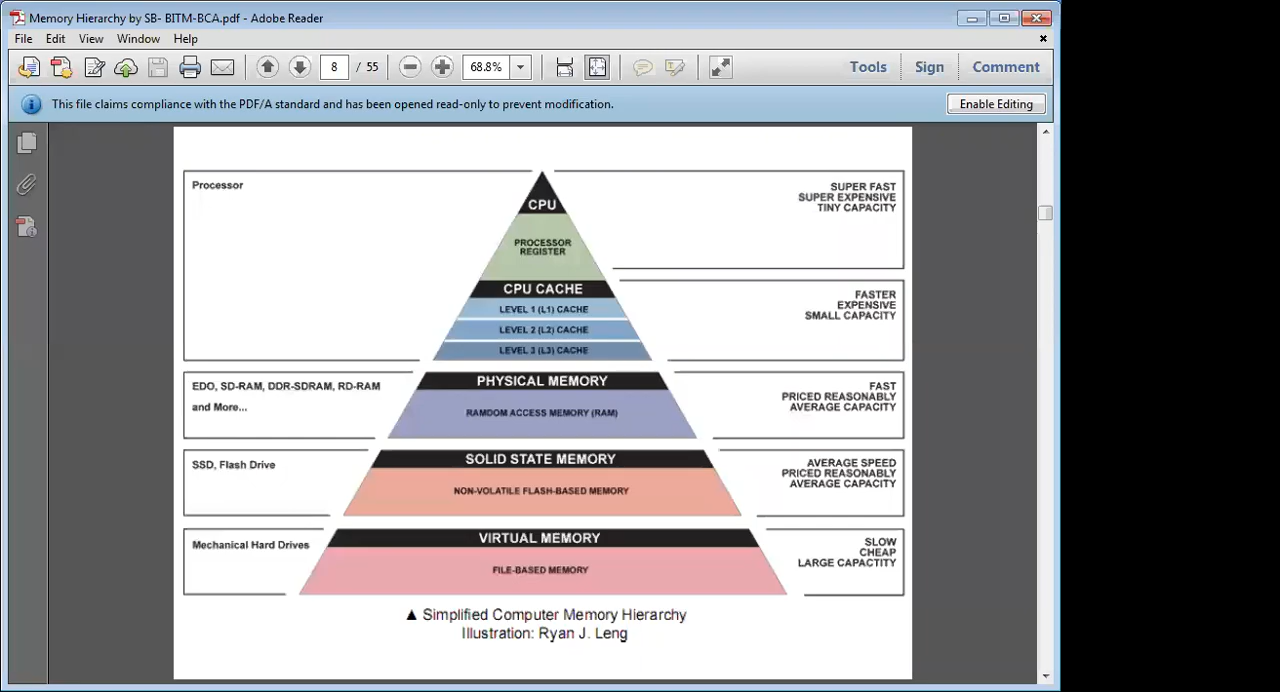 Memory Hierarchy by SB- BITM-BCA.pdf - Adobe Reader
File Edit View Window Help
8 / 55 68.8% Tools Sign Comment
This file claims compliance with the PDF/A standard and has been opened read-only to prevent modification. Enable Editing
Processor
CPU
SUPER FAST
SUPER EXPENSIVE
TINY CAPACITY
PROCESSOR
REGISTER
CPU CACHE
LEVEL 1 (L1) CACHE
LEVEL 2 (L2) CACHE
LEVEL 3 (L3) CACHE
FASTER
EXPENSIVE
SMALL CAPACITY
EDO, SD-RAM, DDR-SDRAM, RD-RAM
and More...
PHYSICAL MEMORY
RAMDOM ACCESS MEMORY (RAM)
FAST
PRICED REASONABLY
AVERAGE CAPACITY
SSD, Flash Drive
SOLID STATE MEMORY
NON-VOLATILE FLASH-BASED MEMORY
AVERAGE SPEED
PRICED REASONABLY
AVERAGE CAPACITY
Mechanical Hard Drives
VIRTUAL MEMORY
FILE-BASED MEMORY
SLOW
CHEAP
LARGE CAPACTITY
▲ Simplified Computer Memory Hierarchy
Illustration: Ryan J. Leng